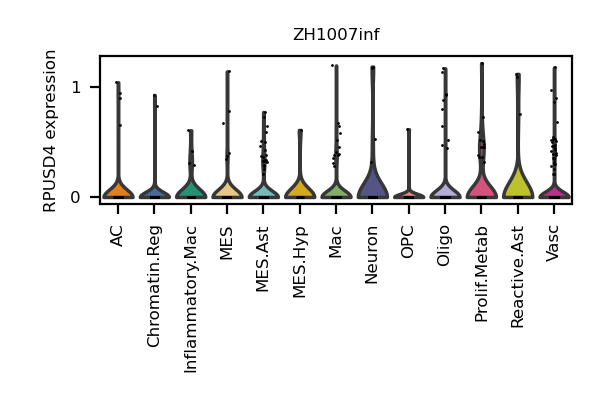 ZH1007inf
RPUSD4 expression
1
0
AC
Chromatin.Reg
Inflammatory.Mac
MES
MES.Ast
MES.Hyp
Mac
Neuron
OPC
Oligo
Prolif.Metab
Reactive.Ast
Vasc